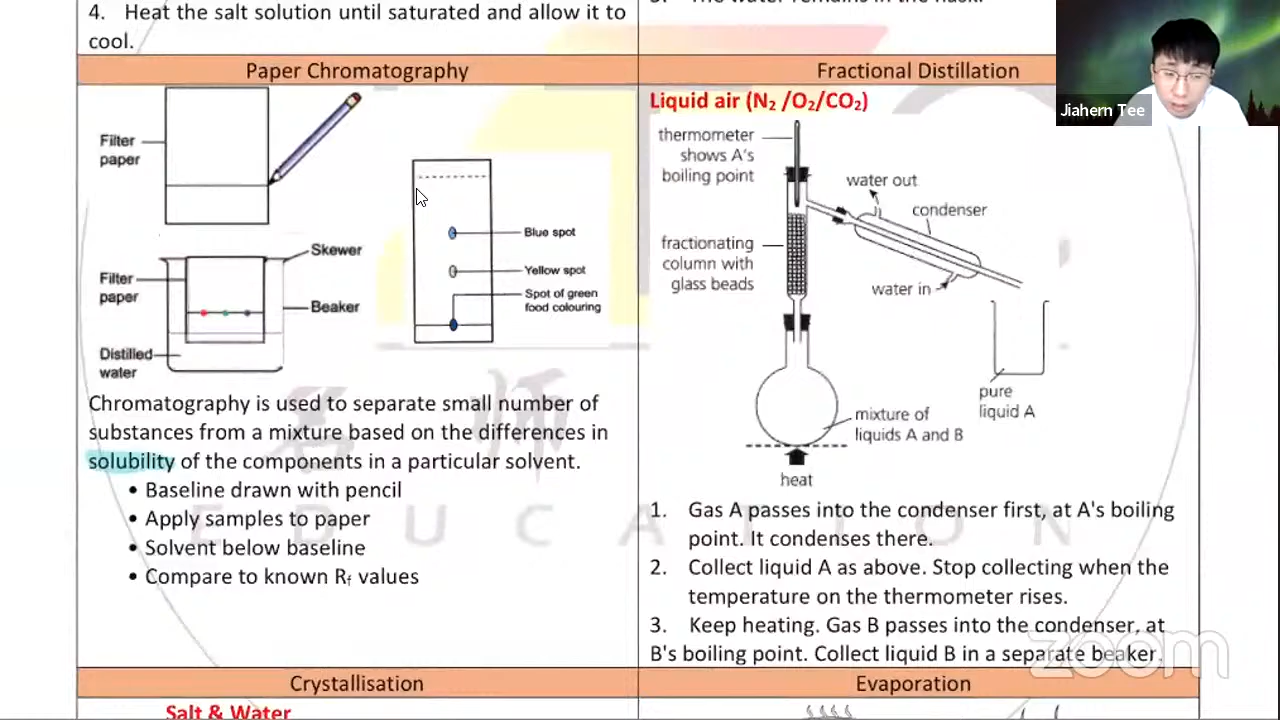 4. Heat the salt solution until saturated and allow it to
cool.
Paper Chromatography
Filter
paper
Skewer
Filter
paper
Beaker
Distilled
water
Blue spot
Yellow spot
Spot of green
food colouring
Chromatography is used to separate small number of
substances from a mixture based on the differences in
solubility of the components in a particular solvent.
• Baseline drawn with pencil
• Apply samples to paper
• Solvent below baseline
• Compare to known Rf values
Crystallisation
Salt & Water
Fractional Distillation
Liquid air (N₂ /O₂/CO₂)
thermometer
shows A's
boiling point
water out
condenser
fractionating
column with
glass beads
water in
pure
liquid A
mixture of
liquids A and B
heat
1. Gas A passes into the condenser first, at A's boiling
point. It condenses there.
2. Collect liquid A as above. Stop collecting when the
temperature on the thermometer rises.
3. Keep heating. Gas B passes into the condenser, at
B's boiling point. Collect liquid B in a separate beaker.
Evaporation
Jiahern Tee
EDUCATION
zoom